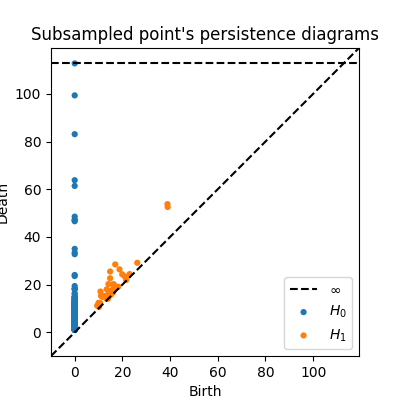 Subsampled point's persistence diagrams
Death
100
80
60
40
20
0
∞
H₀
H₁
0 20 40 60 80 100
Birth